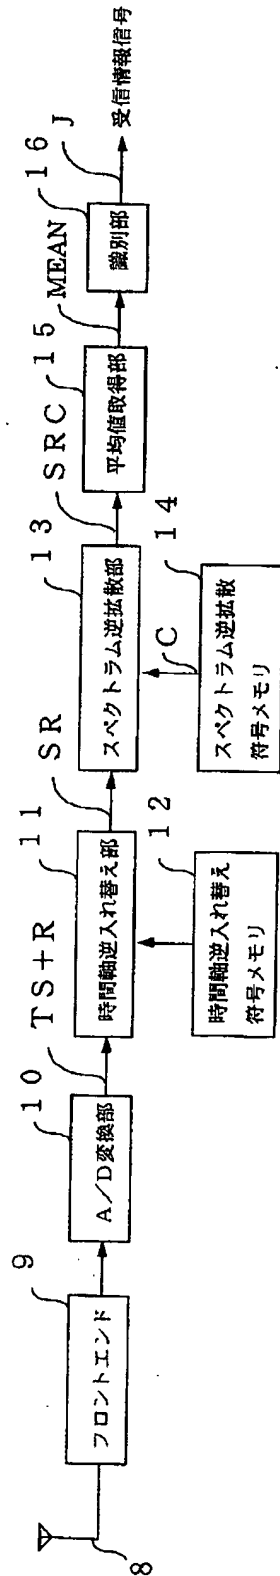 8
9
フロントエンド
10
A/D変換部
TS+R
11
時間軸逆入れ替え部
12
時間軸逆入れ替え
符号メモリ
SR
13
スペクトラム逆拡散部
C
14
スペクトラム逆拡散
符号メモリ
SRC
15
平均値取得部
MEAN
16
識別部
J
受信情報信号